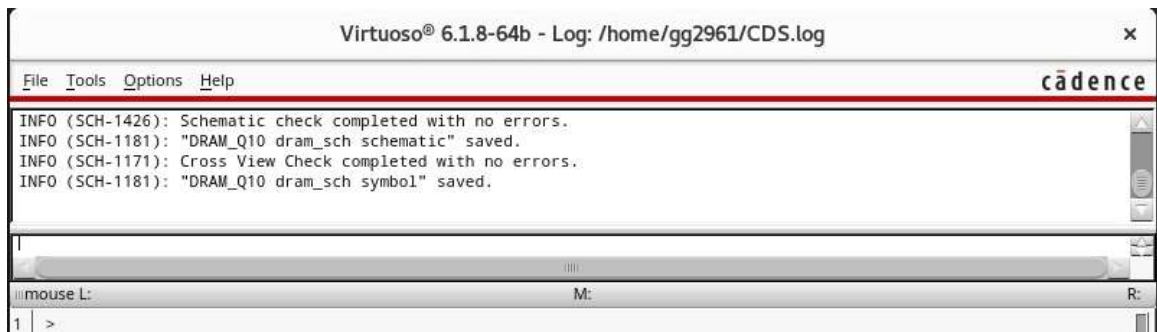 Virtuoso® 6.1.8-64b - Log: /home/gg2961/CDS.log
File Tools Options Help
cādence
INFO (SCH-1426): Schematic check completed with no errors.
INFO (SCH-1181): "DRAM_Q10 dram_sch schematic" saved.
INFO (SCH-1171): Cross View Check completed with no errors.
INFO (SCH-1181): "DRAM_Q10 dram_sch symbol" saved.
mouse L: M: R:
1 >